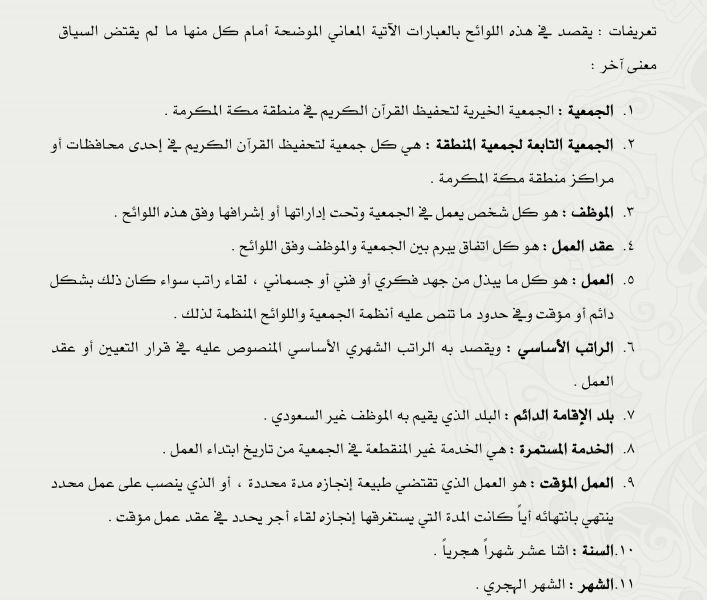 تعريفات : يقصد في هذه اللوائح بالعبارات الآتية المعاني الموضحة أمام كل منها ما لم يقتض السياق
معنى آخر :
١. الجمعية : الجمعية الخيرية لتحفيظ القرآن الكريم في منطقة مكة المكرمة .
٢. الجمعية التابعة لجمعية المنطقة : هي كل جمعية لتحفيظ القرآن الكريم في إحدى محافظات أو
مراكز منطقة مكة المكرمة .
٣. الموظف : هو كل شخص يعمل في الجمعية وتحت إداراتها أو إشرافها وفق هذه اللوائح .
٤. عقد العمل : هو كل اتفاق يبرم بين الجمعية والموظف وفق اللوائح .
٥. العمل : هو كل ما يبذل من جهد فكري أو فني أو جسماني ، لقاء راتب سواء كان ذلك بشكل
دائم أو مؤقت وفي حدود ما تنص عليه أنظمة الجمعية واللوائح المنظمة لذلك .
٦. الراتب الأساسي : ويقصد به الراتب الشهري الأساسي المنصوص عليه في قرار التعيين أو عقد
العمل .
٧. بلد الإقامة الدائم : البلد الذي يقيم به الموظف غير السعودي .
٨. الخدمة المستمرة : هي الخدمة غير المنقطعة في الجمعية من تاريخ ابتداء العمل .
٩. العمل المؤقت : هو العمل الذي تقتضي طبيعة إنجازه مدة محددة ، أو الذي ينصب على عمل محدد
ينتهي بانتهائه أياً كانت المدة التي يستغرقها إنجازه لقاء أجر يحدد في عقد عمل مؤقت .
١٠.السنة : اثنا عشر شهراً هجرياً .
١١.الشهر : الشهر الهجري .